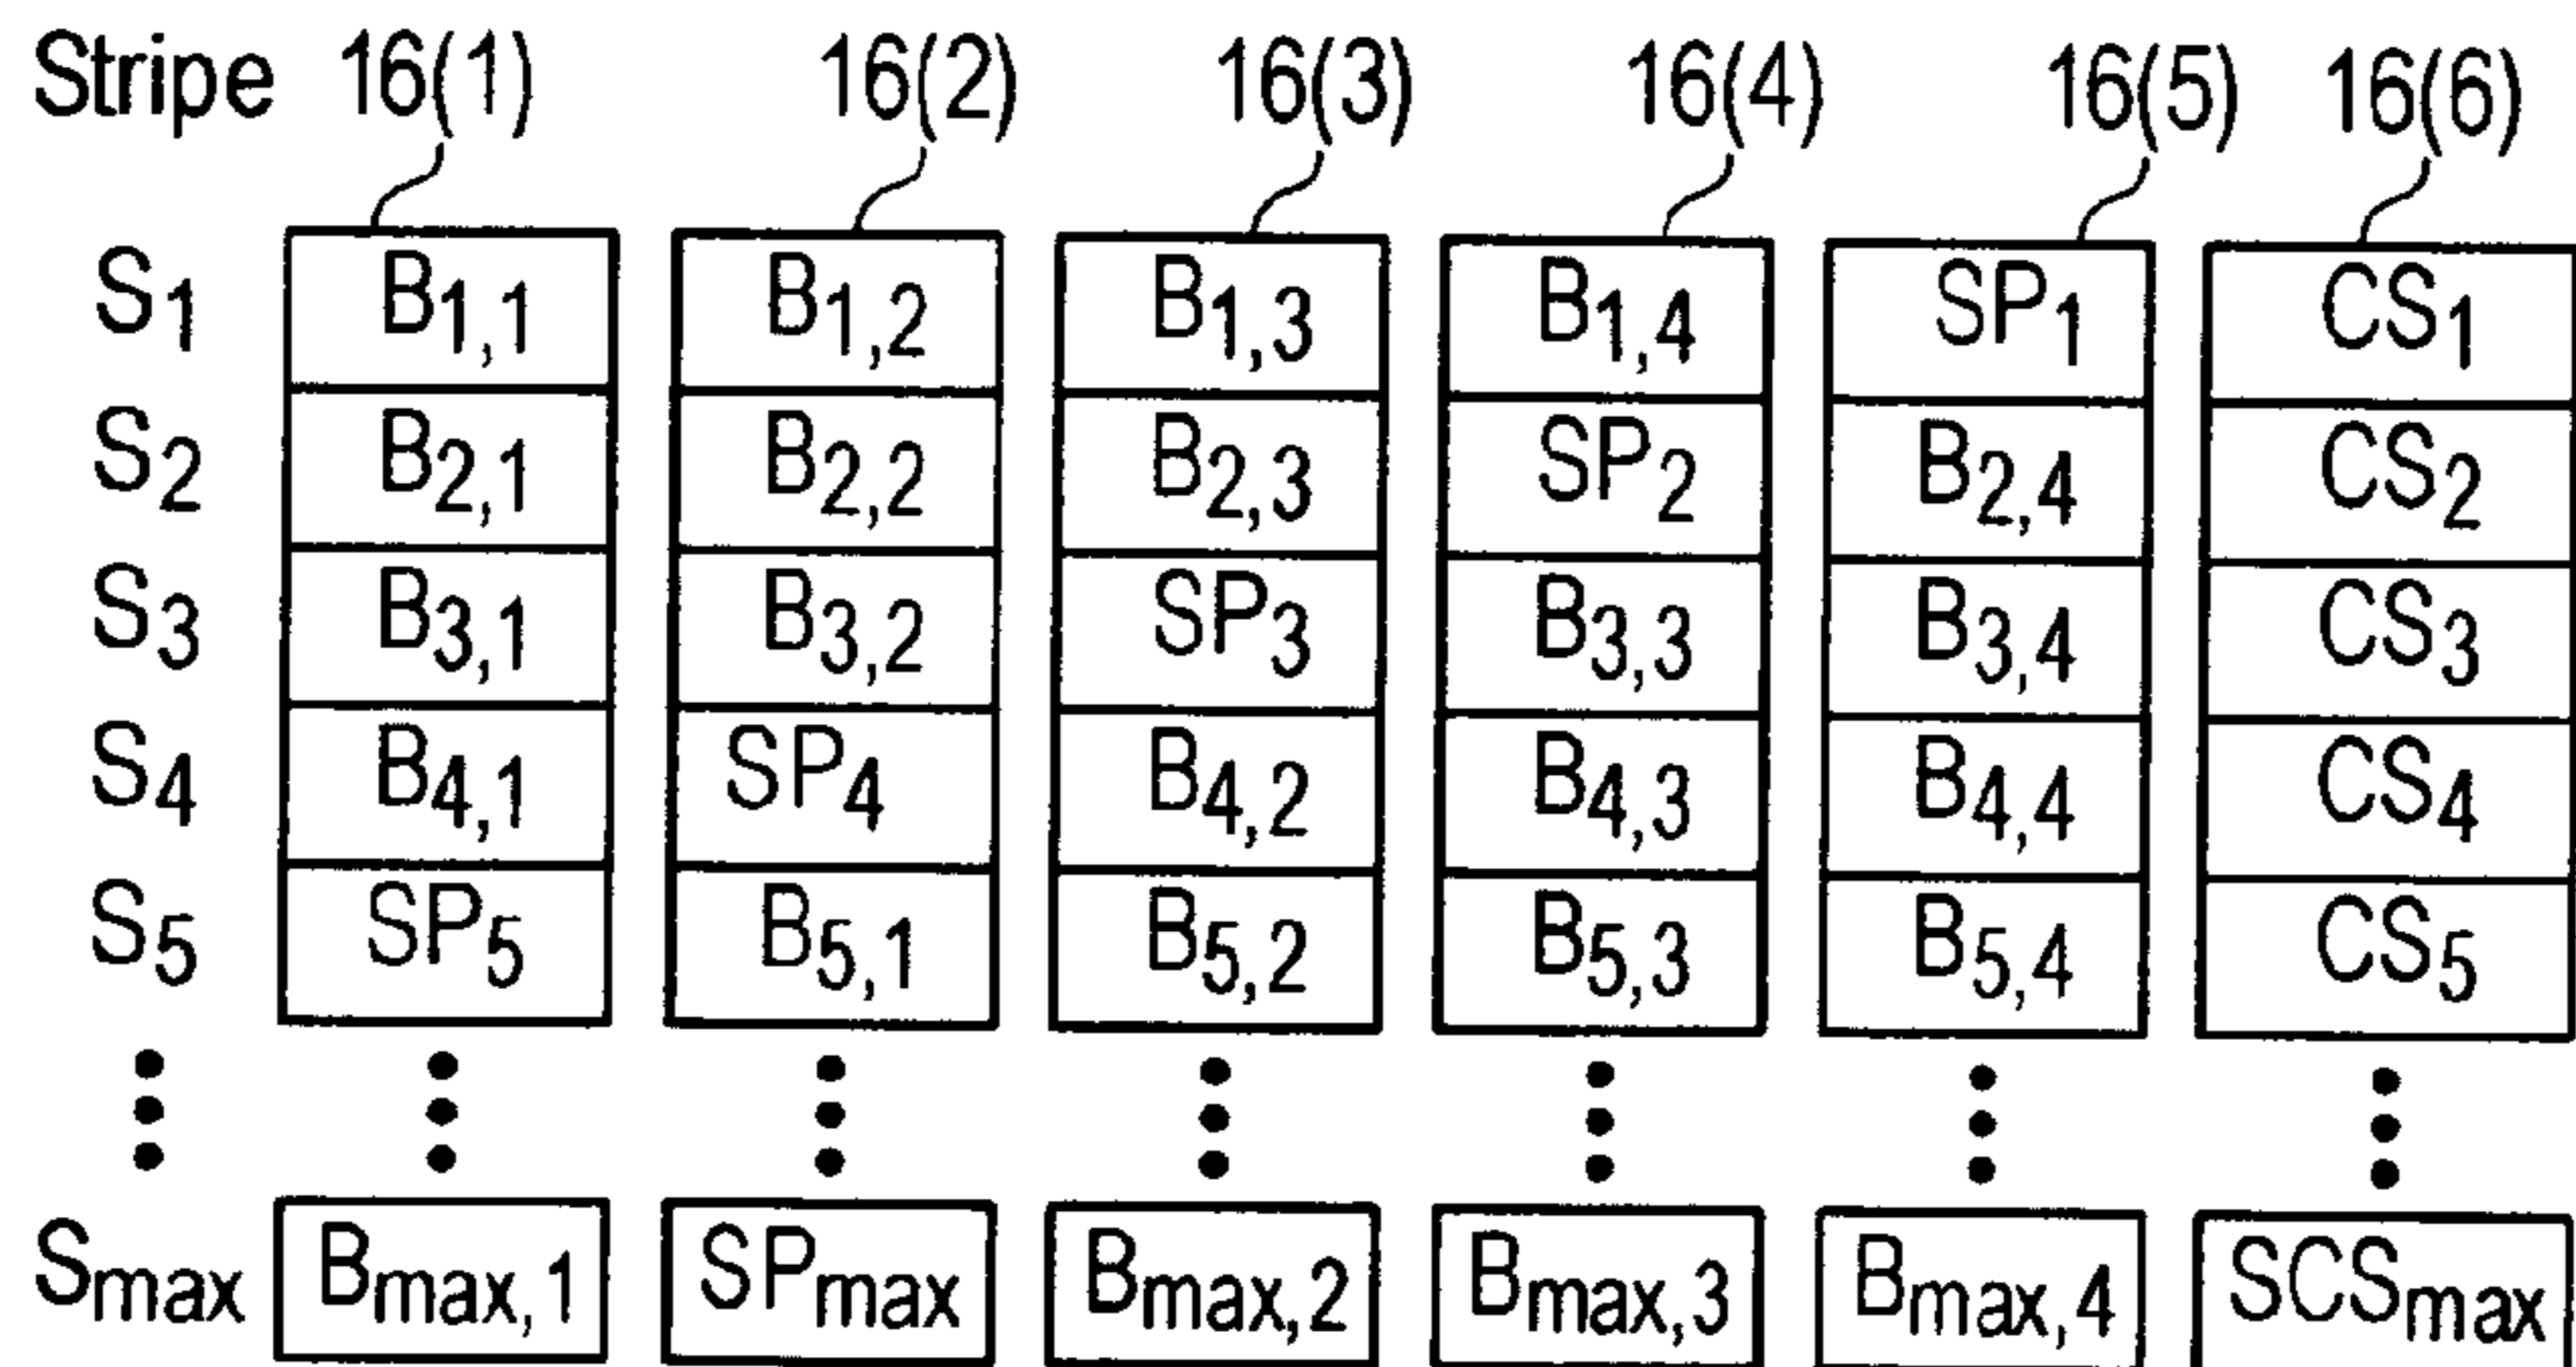 Stripe 16(1) 16(2) 16(3) 16(4) 16(5) 16(6)
S1 B1,1 B1,2 B1,3 B1,4 SP1 CS1
S2 B2,1 B2,2 B2,3 SP2 B2,4 CS2
S3 B3,1 B3,2 SP3 B3,3 B3,4 CS3
S4 B4,1 SP4 B4,2 B4,3 B4,4 CS4
S5 SP5 B5,1 B5,2 B5,3 B5,4 CS5
Smax Bmax,1 SPmax Bmax,2 Bmax,3 Bmax,4 SCSmax